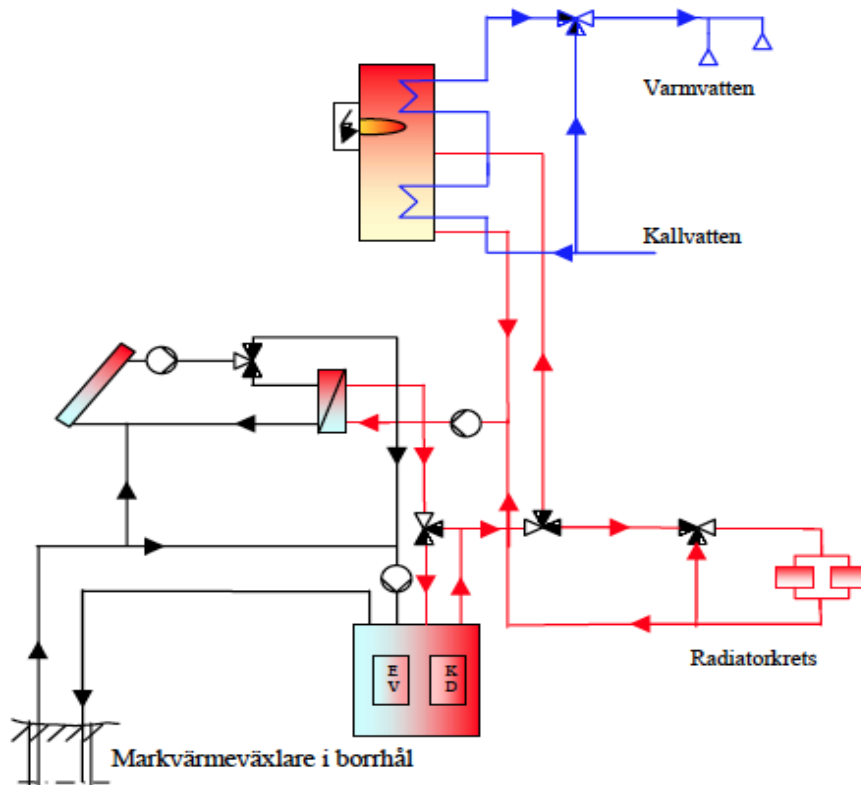 Varmvatten
Kallvatten
E K
V D
Radiatorkrets
Markvärmeväxlare i borrhål